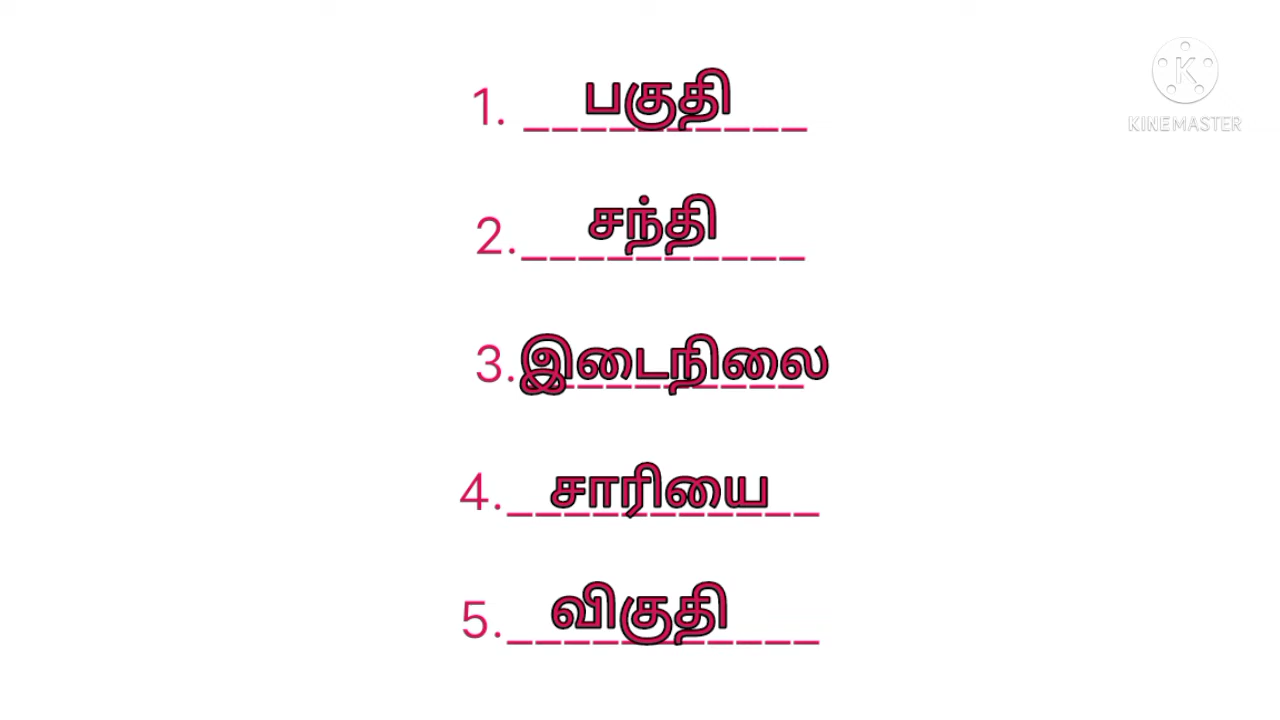 1. பகுதி
2. சந்தி
3. இடைநிலை
4. சாரியை
5. விகுதி
K
KINEMASTER